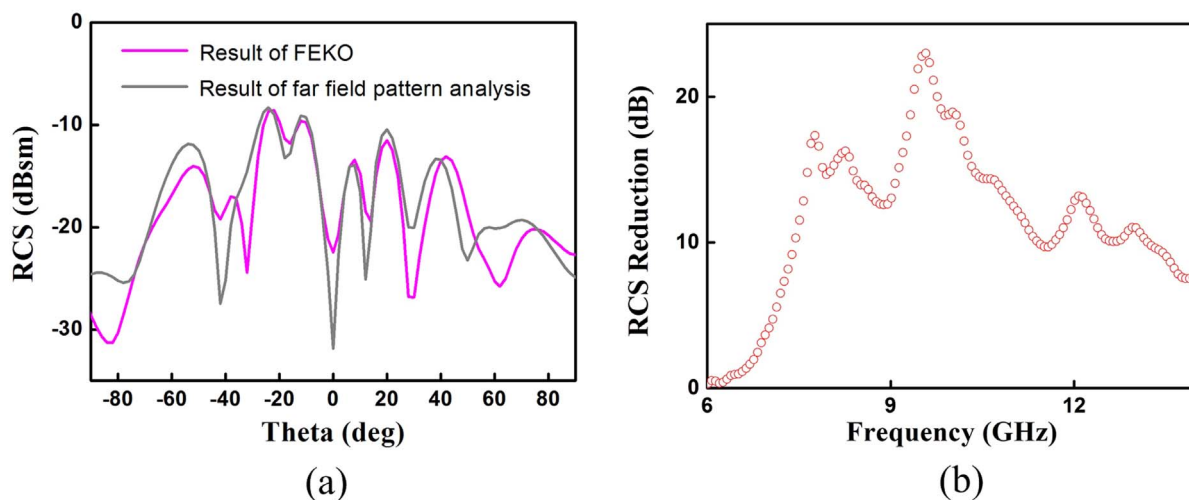 0
-10
-20
-30
RCS (dBsm)
Result of FEKO
Result of far field pattern analysis
-80 -60 -40 -20 0 20 40 60 80
Theta (deg)
(a)
20
10
0
RCS Reduction (dB)
6 9 12
Frequency (GHz)
(b)